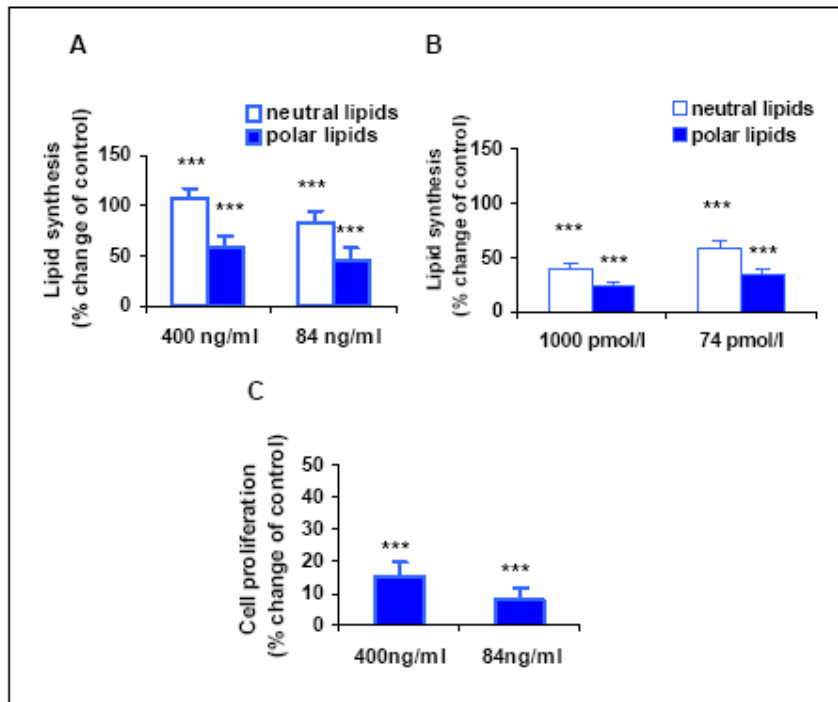 A
neutral lipids
polar lipids
Lipid synthesis
(% change of control)
150
100
50
0
***
***
***
***
400 ng/ml
84 ng/ml
B
neutral lipids
polar lipids
Lipid synthesis
(% change of control)
150
100
50
0
***
***
***
***
1000 pmol/l
74 pmol/l
C
Cell proliferation
(% change of control)
50
40
30
20
10
0
***
***
400ng/ml
84ng/ml